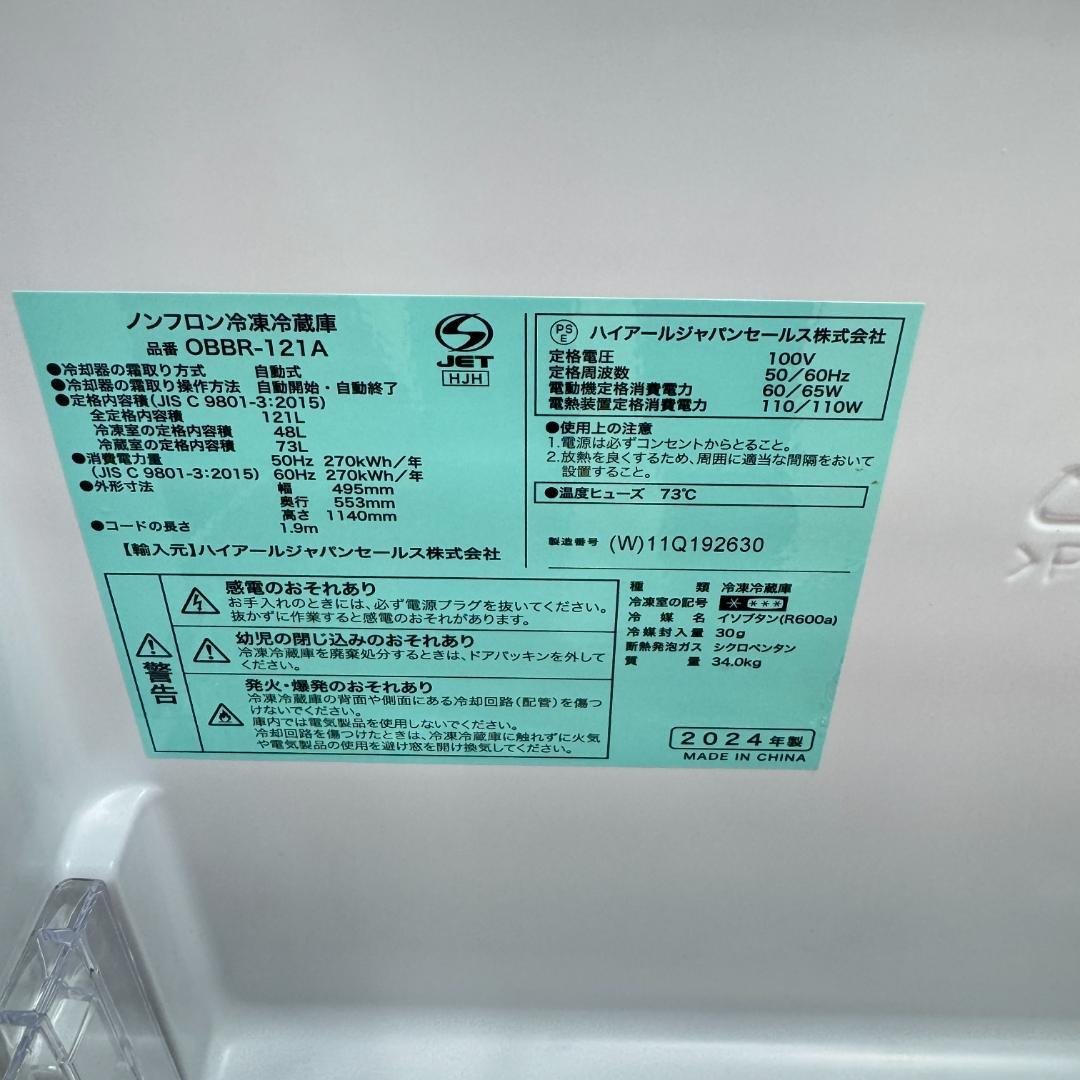 ノンフロン冷凍冷蔵庫
品番 OBBR-121A
●冷却器の霜取り方式 自動式
●冷却器の霜取り操作方法 自動開始・自動終了
●定格内容積(JIS C 9801-3:2015)
全定格内容積 121L
冷凍室の定格内容積 48L
冷蔵室の定格内容積 73L
●消費電力量 50Hz 270kWh/年
(JIS C 9801-3:2015) 60Hz 270kWh/年
●外形寸法 幅 495mm
奥行 553mm
高さ 1140mm
●コードの長さ 1.9m
【輸入元】ハイアールジャパンセールス株式会社
JET
HJH
PS
E
ハイアールジャパンセールス株式会社
定格電圧 100V
定格周波数 50/60Hz
電動機定格消費電力 60/65W
電熱装置定格消費電力 110/110W
●使用上の注意
1.電源は必ずコンセントからとること。
2.放熱を良くするため、周囲に適当な間隔をおいて
設置すること。
●温度ヒューズ 73℃
製造番号 (W)11Q192630
警告
感電のおそれあり
お手入れのときには、必ず電源プラグを抜いてください。
抜かずに作業すると感電のおそれがあります。
幼児の閉じ込みのおそれあり
冷凍冷蔵庫を廃棄処分するときは、ドアパッキンを外して
ください。
発火・爆発のおそれあり
冷凍冷蔵庫の背面や側面にある冷却回路(配管)を傷つ
けないでください。
庫内では電気製品を使用しないでください。
冷却回路を傷つけたときは、冷凍冷蔵庫に触れずに火気
や電気製品の使用を避け窓を開け換気してください。
種類 冷凍冷蔵庫
冷凍室の記号 * ***
冷媒名 イソブタン(R600a)
冷媒封入量 30g
断熱発泡ガス シクロペンタン
質量 34.0kg
2024年製
MADE IN CHINA
>P